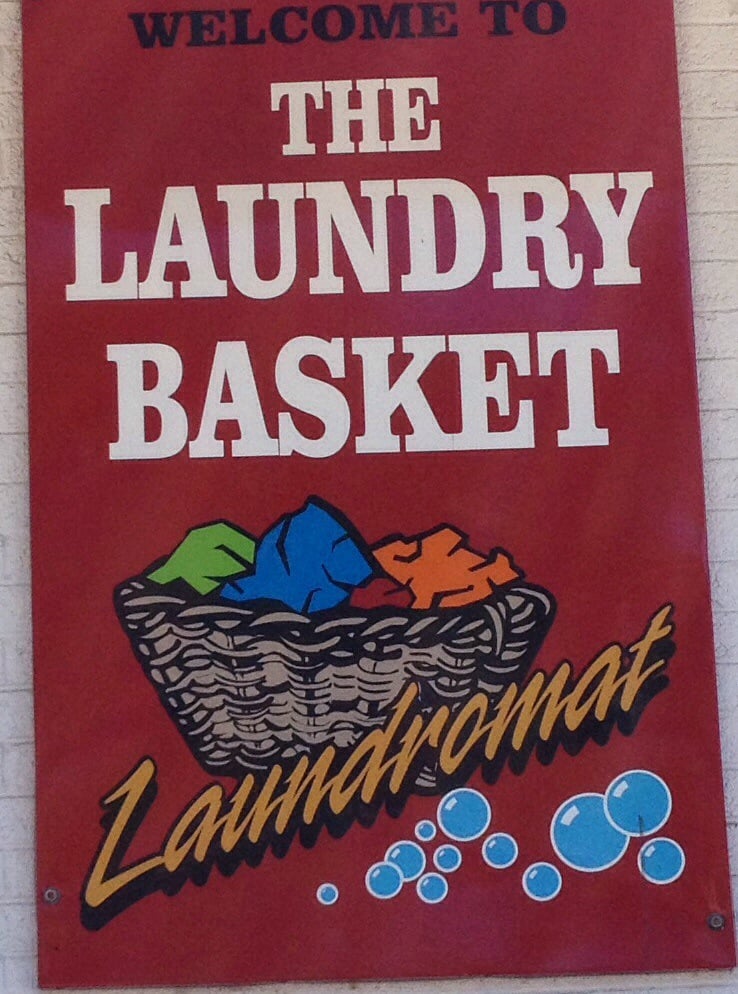 WELCOME TO
THE
LAUNDRY
BASKET
Laundromat